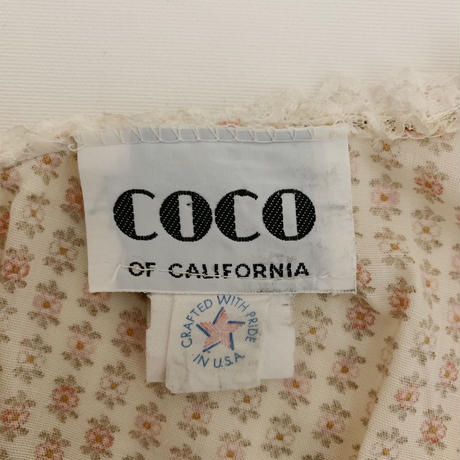 COCO
OF CALIFORNIA
CRAFTED WITH PRIDE
IN U.S.A